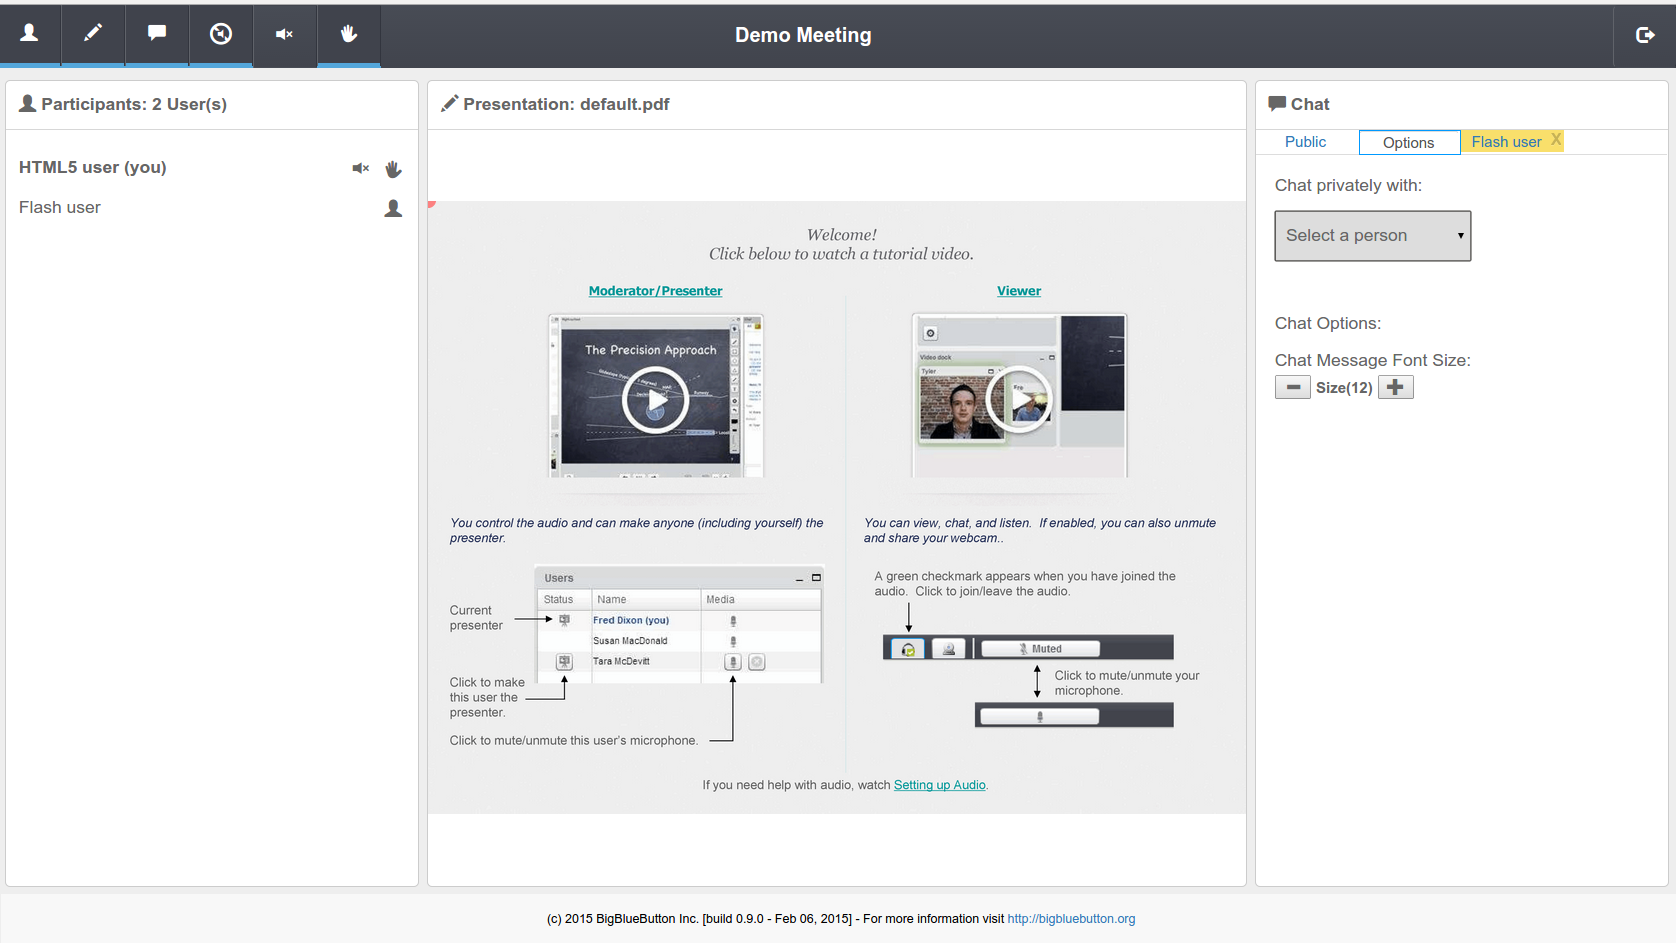 Demo Meeting
Participants: 2 User(s)
HTML5 user (you)
Flash user
Presentation: default.pdf
Welcome!
Click below to watch a tutorial video.
Moderator/Presenter
The Precision Approach
You control the audio and can make anyone (including yourself) the
presenter.
Users
Status Name Media
Fred Dixon (you)
Susan MacDonald
Tara McDevitt
Current
presenter
Click to make
this user the
presenter.
Click to mute/unmute this user's microphone.
Viewer
Video dock
Tyler
You can view, chat, and listen.  If enabled, you can also unmute
and share your webcam..
A green checkmark appears when you have joined the
audio.  Click to join/leave the audio.
Muted
Click to mute/unmute your
microphone.
If you need help with audio, watch Setting up Audio.
Chat
Public Options Flash user X
Chat privately with:
Select a person
Chat Options:
Chat Message Font Size:
Size(12)
(c) 2015 BigBlueButton Inc. [build 0.9.0 - Feb 06, 2015] - For more information visit http://bigbluebutton.org